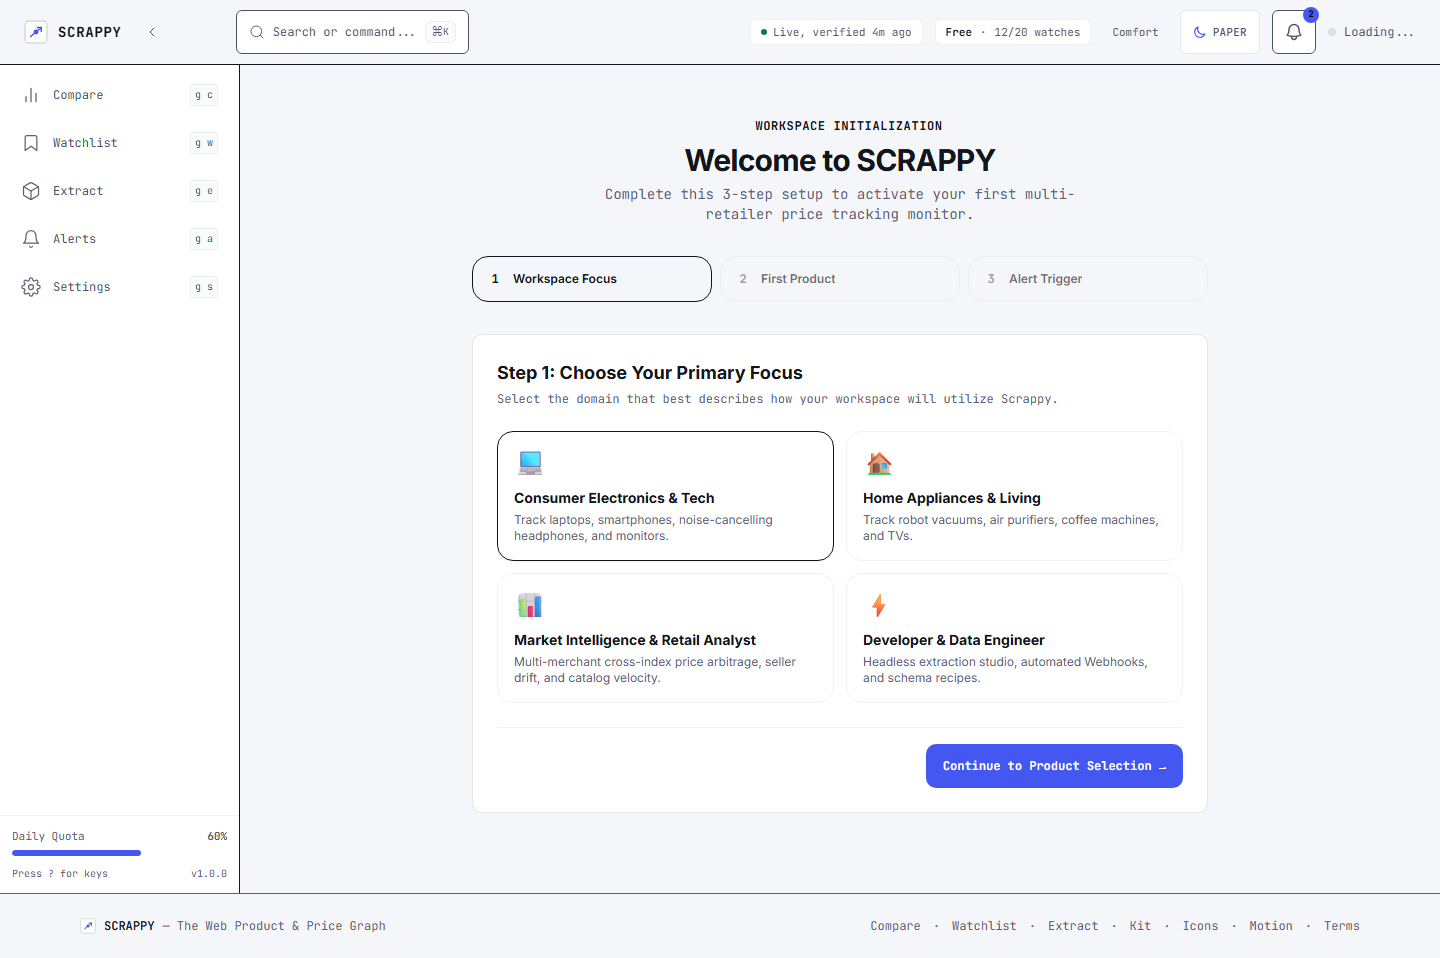 SCRAPPY
Search or command... ⌘K
Live, verified 4m ago
Free · 12/20 watches
Comfort
PAPER
2
Loading...
Compare g c
Watchlist g w
Extract g e
Alerts g a
Settings g s
Daily Quota 60%
Press ? for keys v1.0.0
WORKSPACE INITIALIZATION
Welcome to SCRAPPY
Complete this 3-step setup to activate your first multi-
retailer price tracking monitor.
1 Workspace Focus
2 First Product
3 Alert Trigger
Step 1: Choose Your Primary Focus
Select the domain that best describes how your workspace will utilize Scrappy.
Consumer Electronics & Tech
Track laptops, smartphones, noise-cancelling
headphones, and monitors.
Home Appliances & Living
Track robot vacuums, air purifiers, coffee machines,
and TVs.
Market Intelligence & Retail Analyst
Multi-merchant cross-index price arbitrage, seller
drift, and catalog velocity.
Developer & Data Engineer
Headless extraction studio, automated Webhooks,
and schema recipes.
Continue to Product Selection →
SCRAPPY — The Web Product & Price Graph
Compare · Watchlist · Extract · Kit · Icons · Motion · Terms